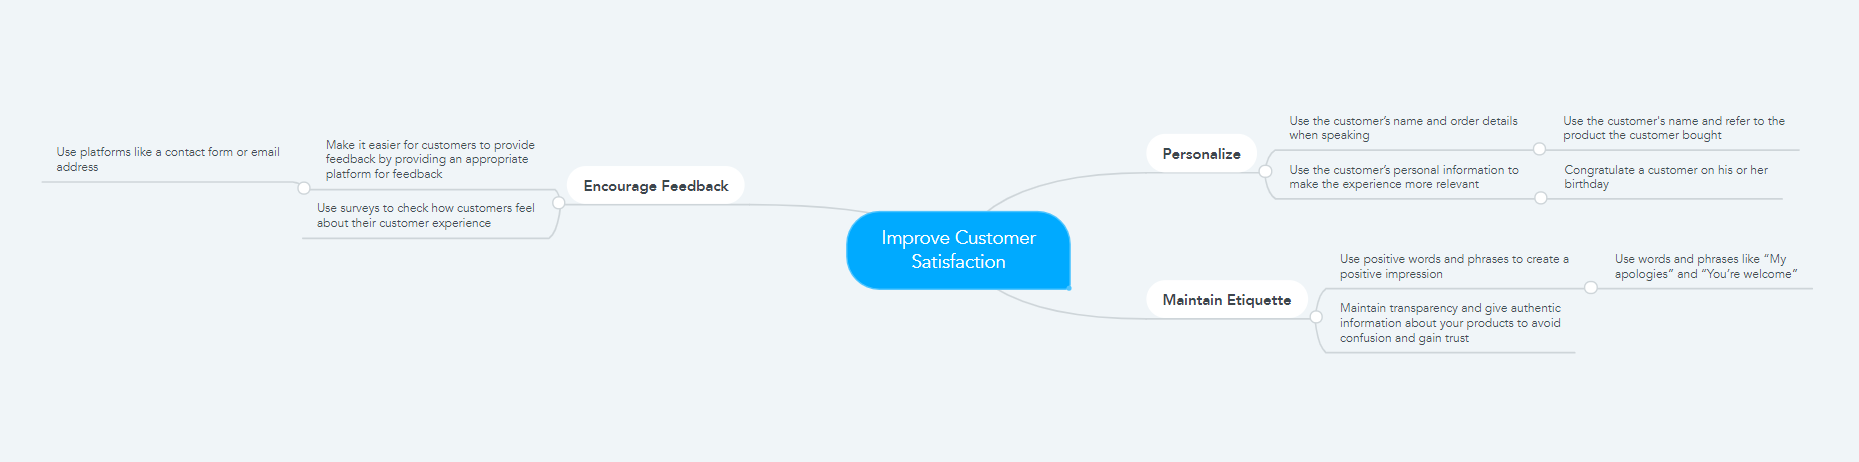 Improve Customer
Satisfaction
Personalize
Use the customer’s name and order details
when speaking
Use the customer's name and refer to the
product the customer bought
Use the customer’s personal information to
make the experience more relevant
Congratulate a customer on his or her
birthday
Maintain Etiquette
Use positive words and phrases to create a
positive impression
Use words and phrases like “My
apologies” and “You’re welcome”
Maintain transparency and give authentic
information about your products to avoid
confusion and gain trust
Encourage Feedback
Make it easier for customers to provide
feedback by providing an appropriate
platform for feedback
Use platforms like a contact form or email
address
Use surveys to check how customers feel
about their customer experience